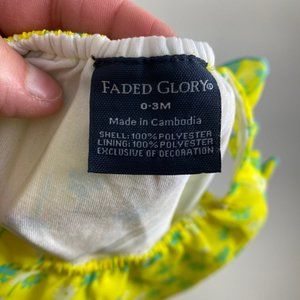 FADED GLORY®
0-3M
Made in Cambodia
SHELL: 100% POLYESTER
LINING: 100% POLYESTER
EXCLUSIVE OF DECORATION